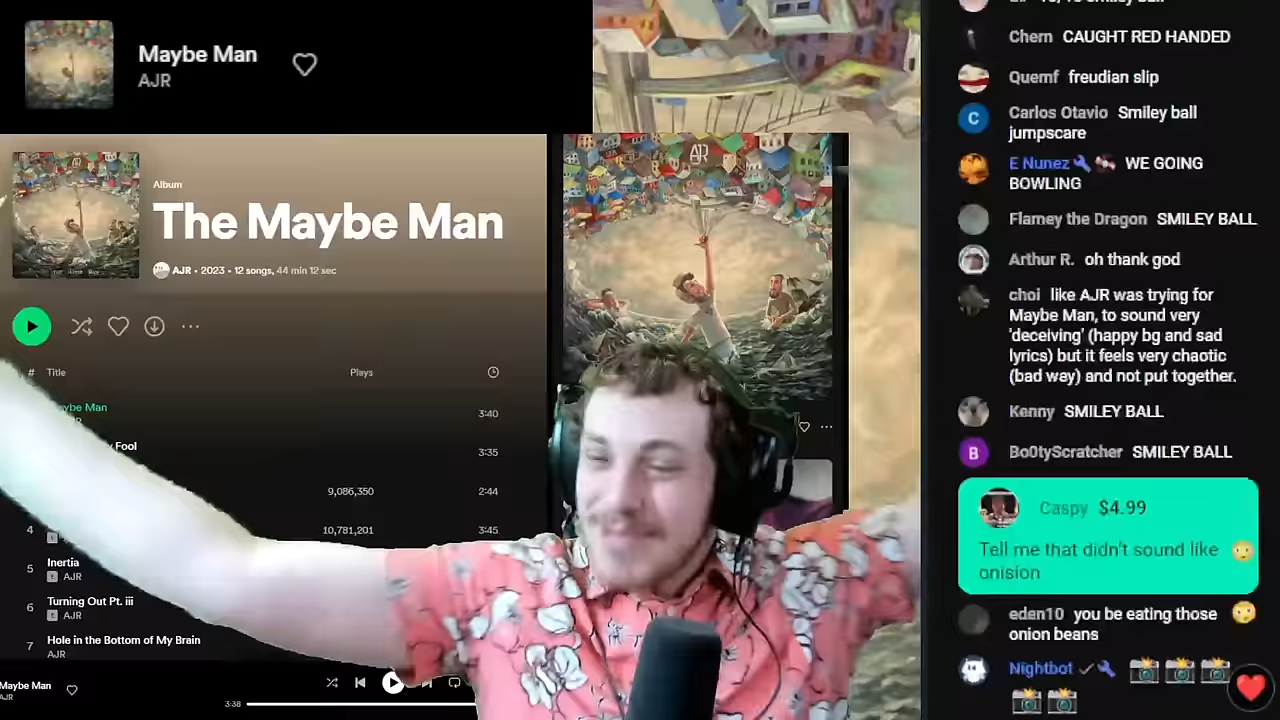 Maybe Man
AJR
AJR
Album
The Maybe Man
AJR • 2023 • 12 songs, 44 min 12 sec
# Title Plays
ybe Man
3:40
Fool
3:35
9,086,350 2:44
4 10,781,201 3:45
Inertia
5
E AJR
Turning Out Pt. iii
6
E AJR
Hole in the Bottom of My Brain
7
AJR
Maybe Man
AJR
3:38
Chern CAUGHT RED HANDED
Quemf freudian slip
Carlos Otavio Smiley ball
C
jumpscare
E Nunez WE GOING
BOWLING
Flamey the Dragon SMILEY BALL
Arthur R. oh thank god
choi like AJR was trying for
Maybe Man, to sound very
'deceiving' (happy bg and sad
lyrics) but it feels very chaotic
(bad way) and not put together.
Kenny SMILEY BALL
B Bo0tyScratcher SMILEY BALL
Caspy $4.99
Tell me that didn't sound like
onision
eden10 you be eating those
onion beans
Nightbot